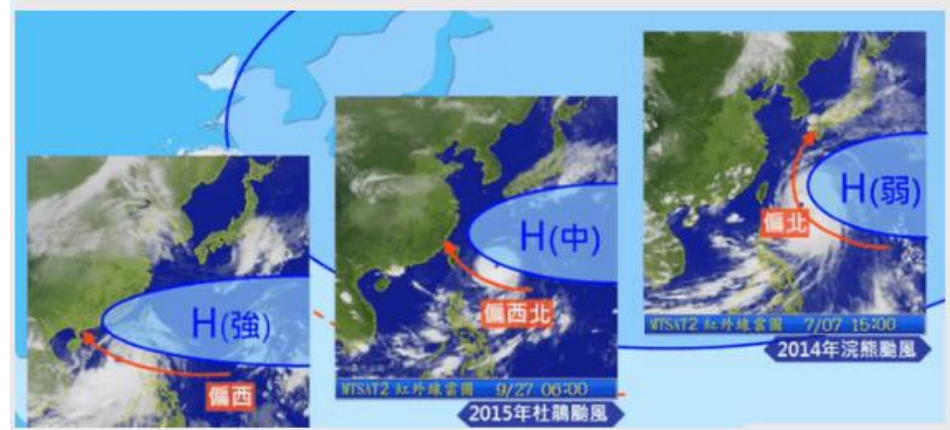 H(強)
偏西
H(中)
偏西北
MTSAT2 紅外線雲圖 9/27 06:00
2015年杜鵑颱風
H(弱)
偏北
MTSAT2 紅外線雲圖 7/07 15:00
2014年浣熊颱風